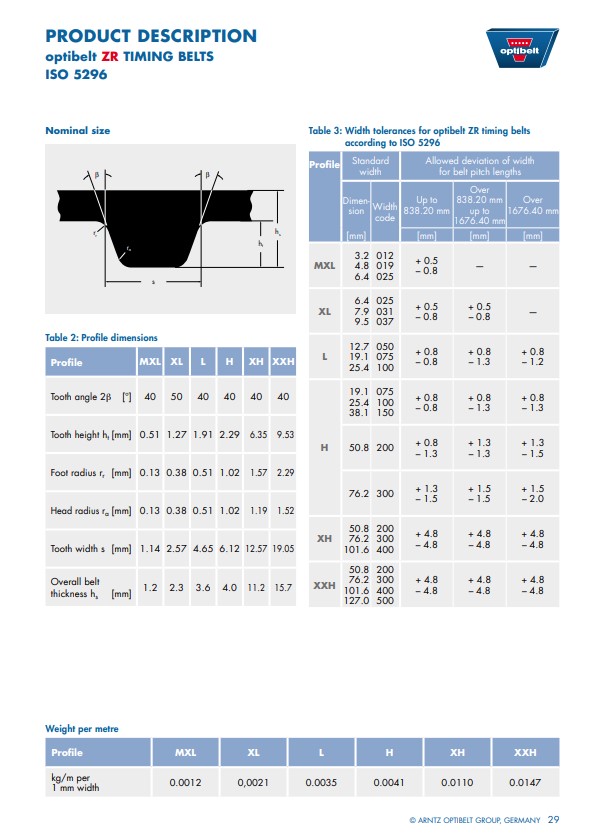 PRODUCT DESCRIPTION
optibelt ZR TIMING BELTS
ISO 5296
optibelt
Nominal size
β β
rr
ra
ht
hs
s
Table 2: Profile dimensions
Profile MXL XL L H XH XXH
Tooth angle 2β [°] 40 50 40 40 40 40
Tooth height ht [mm] 0.51 1.27 1.91 2.29 6.35 9.53
Foot radius rr [mm] 0.13 0.38 0.51 1.02 1.57 2.29
Head radius ra [mm] 0.13 0.38 0.51 1.02 1.19 1.52
Tooth width s [mm] 1.14 2.57 4.65 6.12 12.57 19.05
Overall belt
thickness hs [mm] 1.2 2.3 3.6 4.0 11.2 15.7
Table 3: Width tolerances for optibelt ZR timing belts
according to ISO 5296
Profile Standard width Allowed deviation of width for belt pitch lengths
Dimen-sion Width code Up to 838.20 mm Over 838.20 mm up to 1676.40 mm Over 1676.40 mm
[mm] [mm] [mm] [mm]
MXL
3.2 012
4.8 019
6.4 025
+ 0.5
– 0.8
– –
XL
6.4 025
7.9 031
9.5 037
+ 0.5 + 0.5
– 0.8 – 0.8
–
L
12.7 050
19.1 075
25.4 100
+ 0.8 + 0.8 + 0.8
– 0.8 – 1.3 – 1.2
H
19.1 075
25.4 100
38.1 150
+ 0.8 + 0.8 + 0.8
– 0.8 – 1.3 – 1.3
50.8 200
+ 0.8 + 1.3 + 1.3
– 1.3 – 1.3 – 1.5
76.2 300
+ 1.3 + 1.5 + 1.5
– 1.5 – 1.5 – 2.0
XH
50.8 200
76.2 300
101.6 400
+ 4.8 + 4.8 + 4.8
– 4.8 – 4.8 – 4.8
XXH
50.8 200
76.2 300
101.6 400
127.0 500
+ 4.8 + 4.8 + 4.8
– 4.8 – 4.8 – 4.8
Weight per metre
Profile MXL XL L H XH XXH
kg/m per
1 mm width 0.0012 0,0021 0.0035 0.0041 0.0110 0.0147
© ARNTZ OPTIBELT GROUP, GERMANY 29